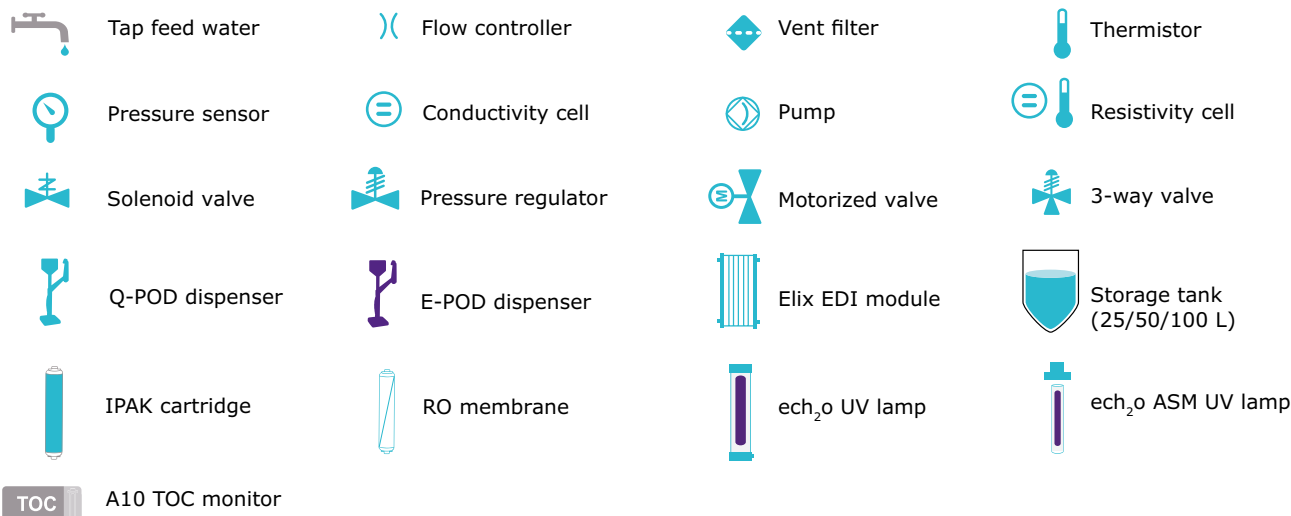 Tap feed water
Flow controller
Vent filter
Thermistor
Pressure sensor
Conductivity cell
Pump
Resistivity cell
Solenoid valve
Pressure regulator
M
Motorized valve
3-way valve
Q-POD dispenser
E-POD dispenser
Elix EDI module
Storage tank
(25/50/100 L)
IPAK cartridge
RO membrane
ech₂o UV lamp
ech₂o ASM UV lamp
TOC
A10 TOC monitor